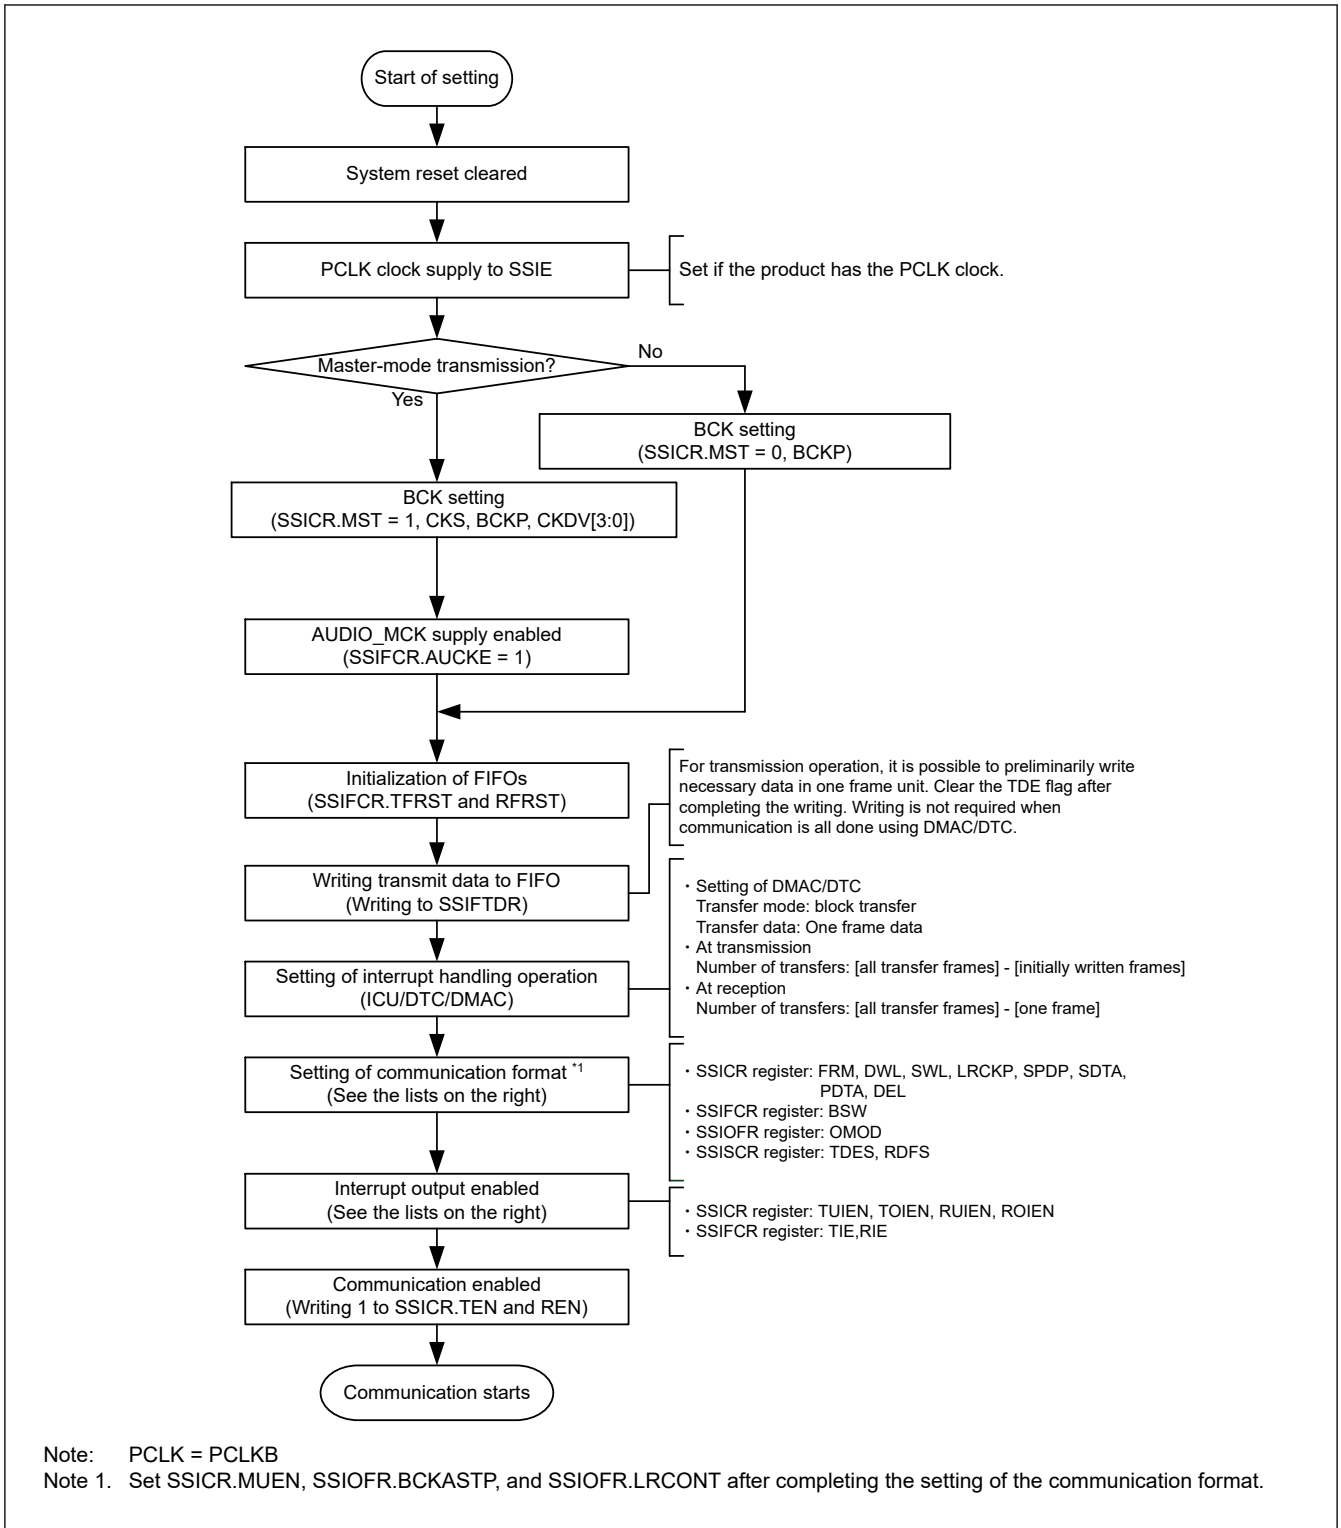 Start of setting
System reset cleared
PCLK clock supply to SSIE
Set if the product has the PCLK clock.
Master-mode transmission?
No
Yes
BCK setting
(SSICR.MST = 0, BCKP)
BCK setting
(SSICR.MST = 1, CKS, BCKP, CKDV[3:0])
AUDIO_MCK supply enabled
(SSIFCR.AUCKE = 1)
Initialization of FIFOs
(SSIFCR.TFRST and RFRST)
For transmission operation, it is possible to preliminarily write
necessary data in one frame unit. Clear the TDE flag after
completing the writing. Writing is not required when
communication is all done using DMAC/DTC.
Writing transmit data to FIFO
(Writing to SSIFTDR)
Setting of interrupt handling operation
(ICU/DTC/DMAC)
・Setting of DMAC/DTC
Transfer mode: block transfer
Transfer data: One frame data
・At transmission
Number of transfers: [all transfer frames] - [initially written frames]
・At reception
Number of transfers: [all transfer frames] - [one frame]
Setting of communication format *1
(See the lists on the right)
・SSICR register: FRM, DWL, SWL, LRCKP, SPDP, SDTA,
PDTA, DEL
・SSIFCR register: BSW
・SSIOFR register: OMOD
・SSISCR register: TDES, RDFS
Interrupt output enabled
(See the lists on the right)
・SSICR register: TUIEN, TOIEN, RUIEN, ROIEN
・SSIFCR register: TIE,RIE
Communication enabled
(Writing 1 to SSICR.TEN and REN)
Communication starts
Note: PCLK = PCLKB
Note 1. Set SSICR.MUEN, SSIOFR.BCKASTP, and SSIOFR.LRCONT after completing the setting of the communication format.